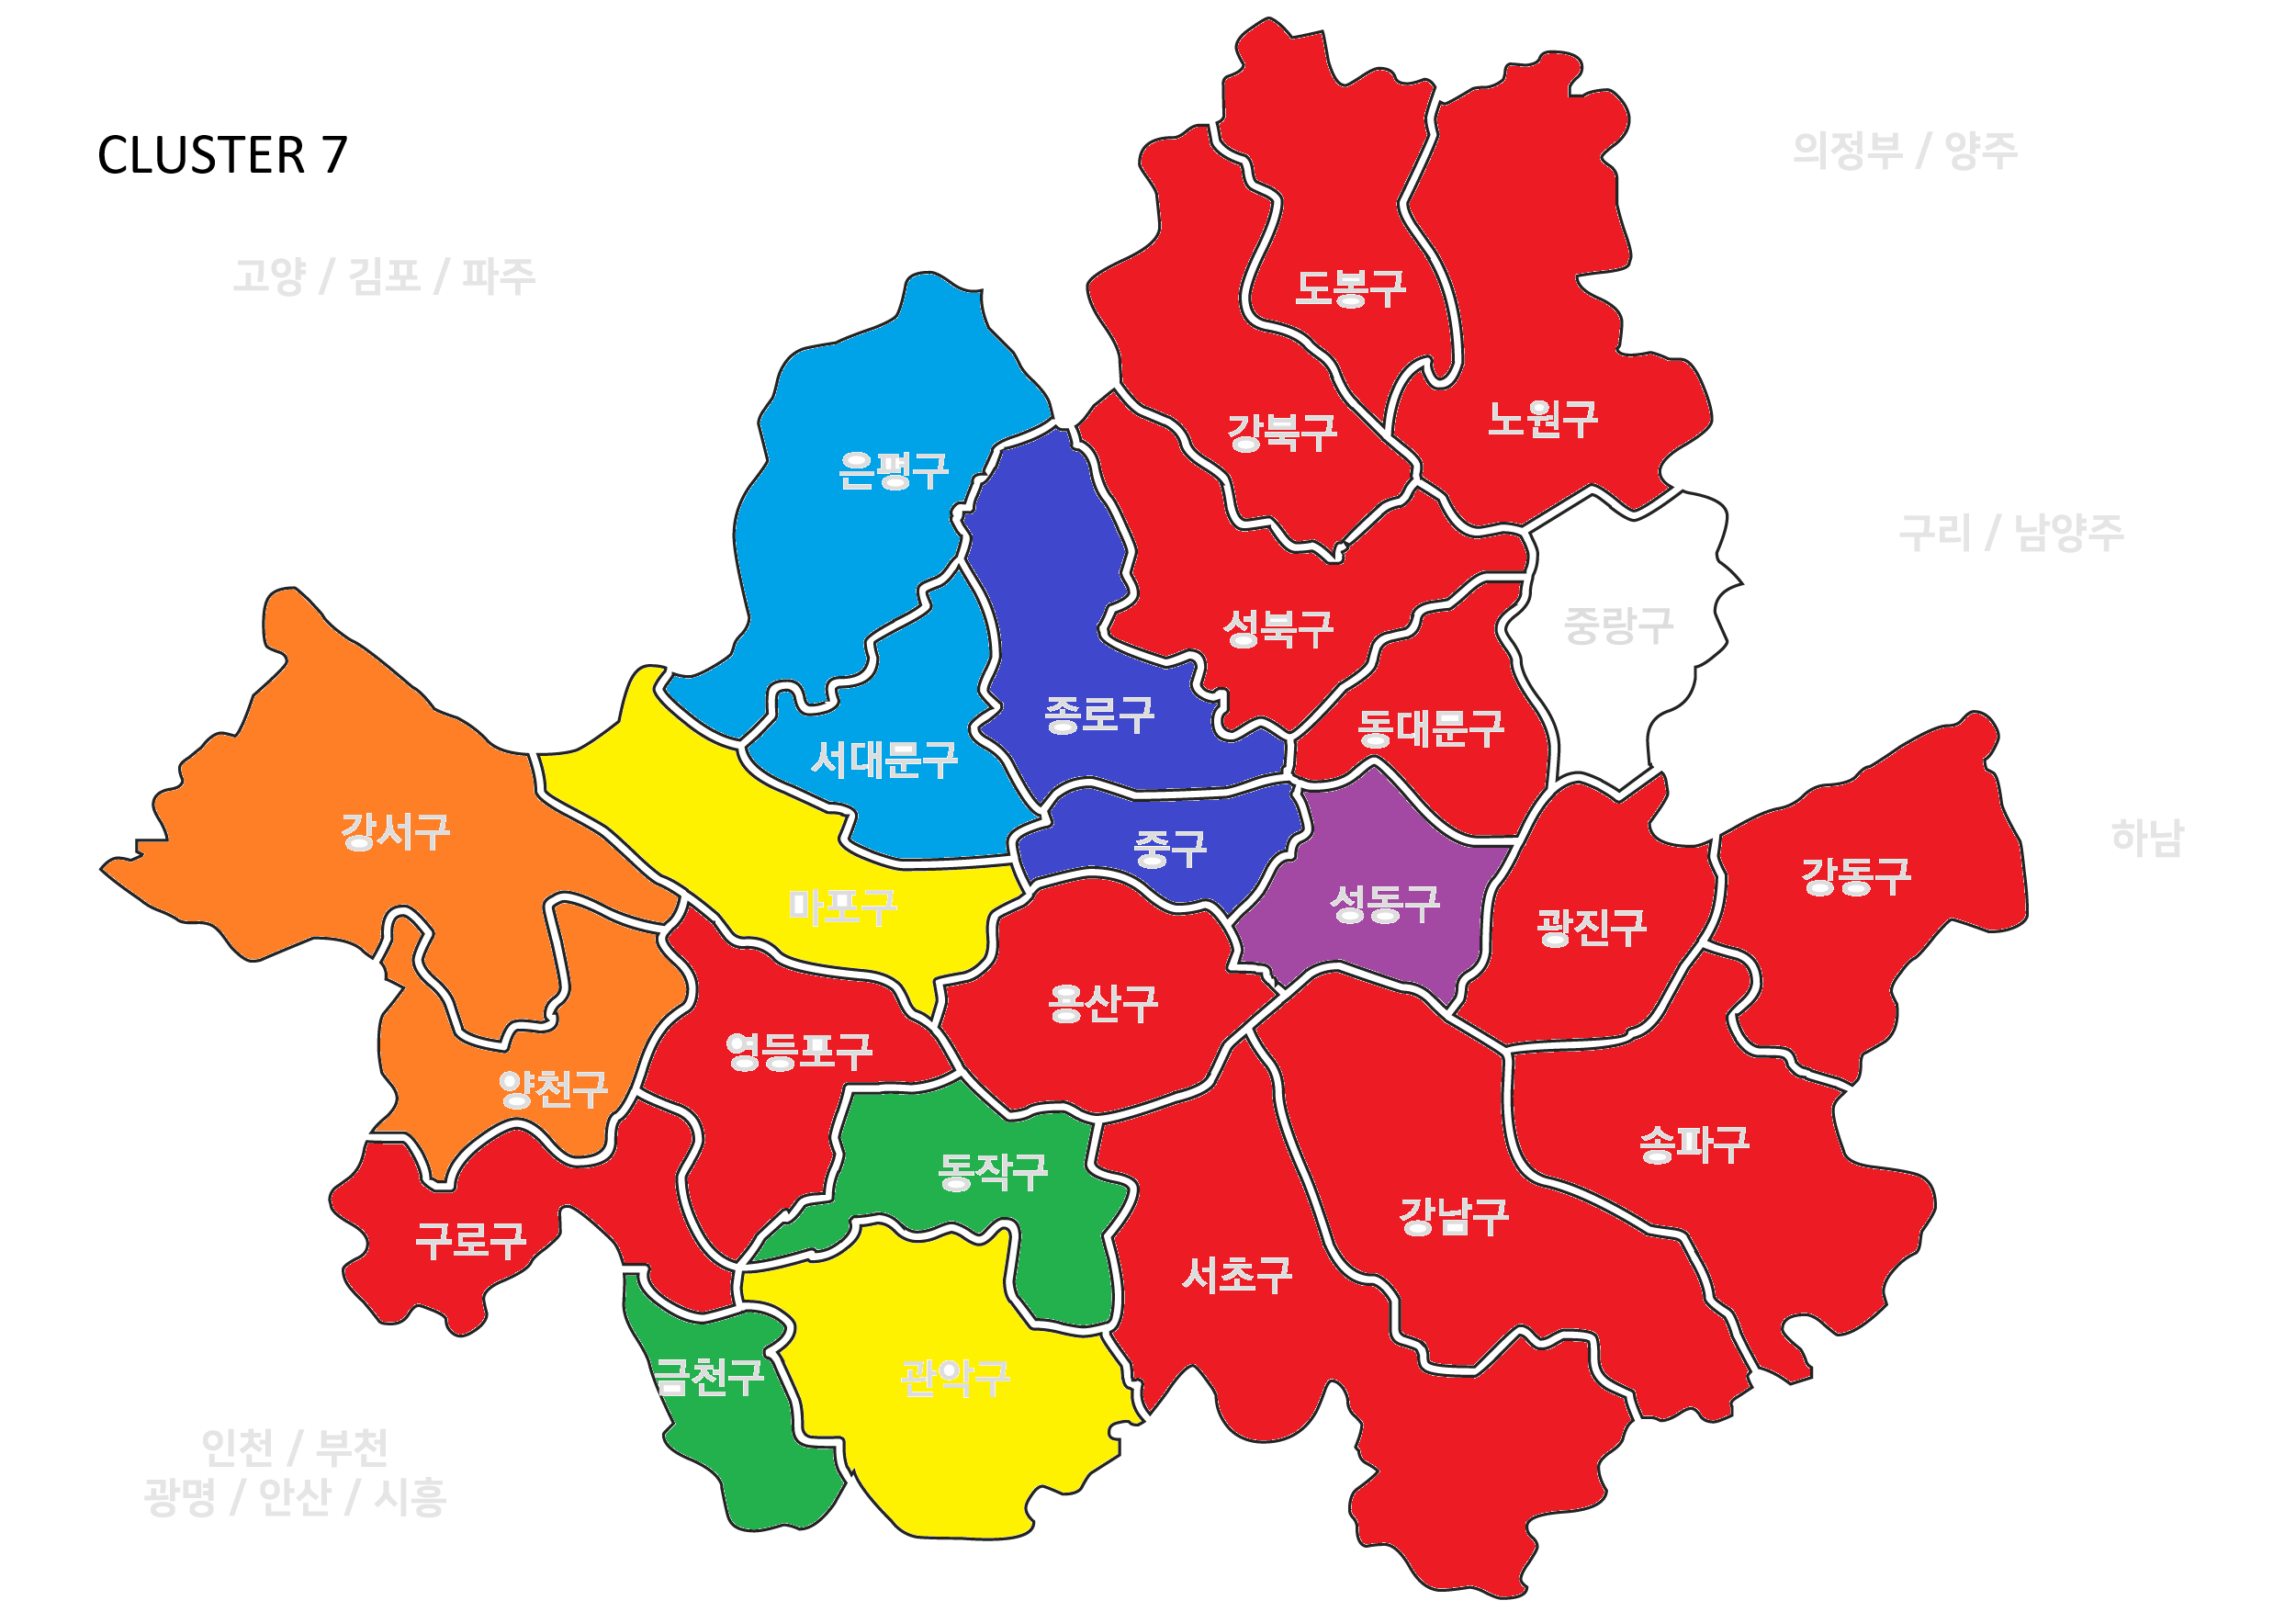 CLUSTER 7
의정부 / 양주
고양 / 김포 / 파주
도봉구
노원구
강북구
은평구
구리 / 남양주
성북구
중랑구
종로구
동대문구
서대문구
강서구
중구
하남
강동구
마포구
성동구
광진구
용산구
영등포구
양천구
송파구
동작구
강남구
구로구
서초구
금천구
관악구
인천 / 부천
광명 / 안산 / 시흥